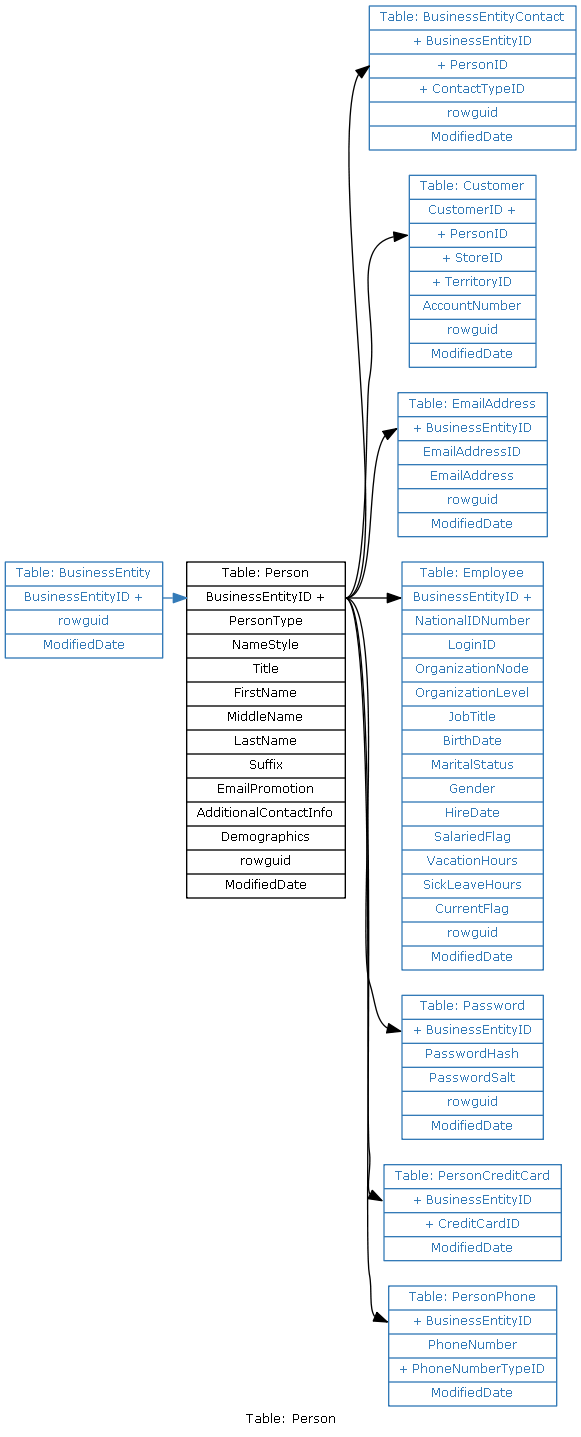 Table: BusinessEntityContact
+ BusinessEntityID
+ PersonID
+ ContactTypeID
rowguid
ModifiedDate
Table: Customer
CustomerID +
+ PersonID
+ StoreID
+ TerritoryID
AccountNumber
rowguid
ModifiedDate
Table: EmailAddress
+ BusinessEntityID
EmailAddressID
EmailAddress
rowguid
ModifiedDate
Table: BusinessEntity
BusinessEntityID +
rowguid
ModifiedDate
Table: Person
BusinessEntityID +
PersonType
NameStyle
Title
FirstName
MiddleName
LastName
Suffix
EmailPromotion
AdditionalContactInfo
Demographics
rowguid
ModifiedDate
Table: Employee
BusinessEntityID +
NationalIDNumber
LoginID
OrganizationNode
OrganizationLevel
JobTitle
BirthDate
MaritalStatus
Gender
HireDate
SalariedFlag
VacationHours
SickLeaveHours
CurrentFlag
rowguid
ModifiedDate
Table: Password
+ BusinessEntityID
PasswordHash
PasswordSalt
rowguid
ModifiedDate
Table: PersonCreditCard
+ BusinessEntityID
+ CreditCardID
ModifiedDate
Table: PersonPhone
+ BusinessEntityID
PhoneNumber
+ PhoneNumberTypeID
ModifiedDate
Table: Person